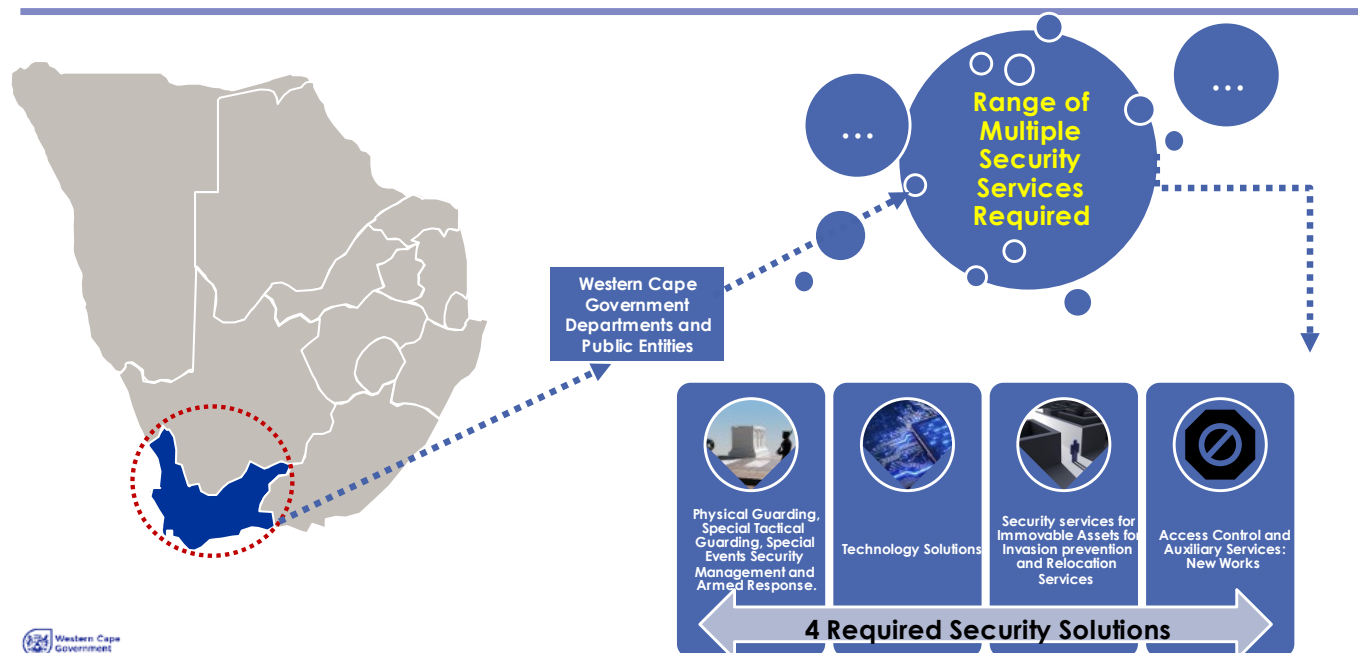 ...
...
Range of
Multiple
Security
Services
Required
Western Cape
Government
Departments and
Public Entities
Physical Guarding,
Special Tactical
Guarding, Special
Events Security
Management and
Armed Response.
Technology Solutions
Security services for
Immovable Assets for
Invasion prevention
and Relocation
Services
Access Control and
Auxiliary Services:
New Works
4 Required Security Solutions
Western Cape
Government